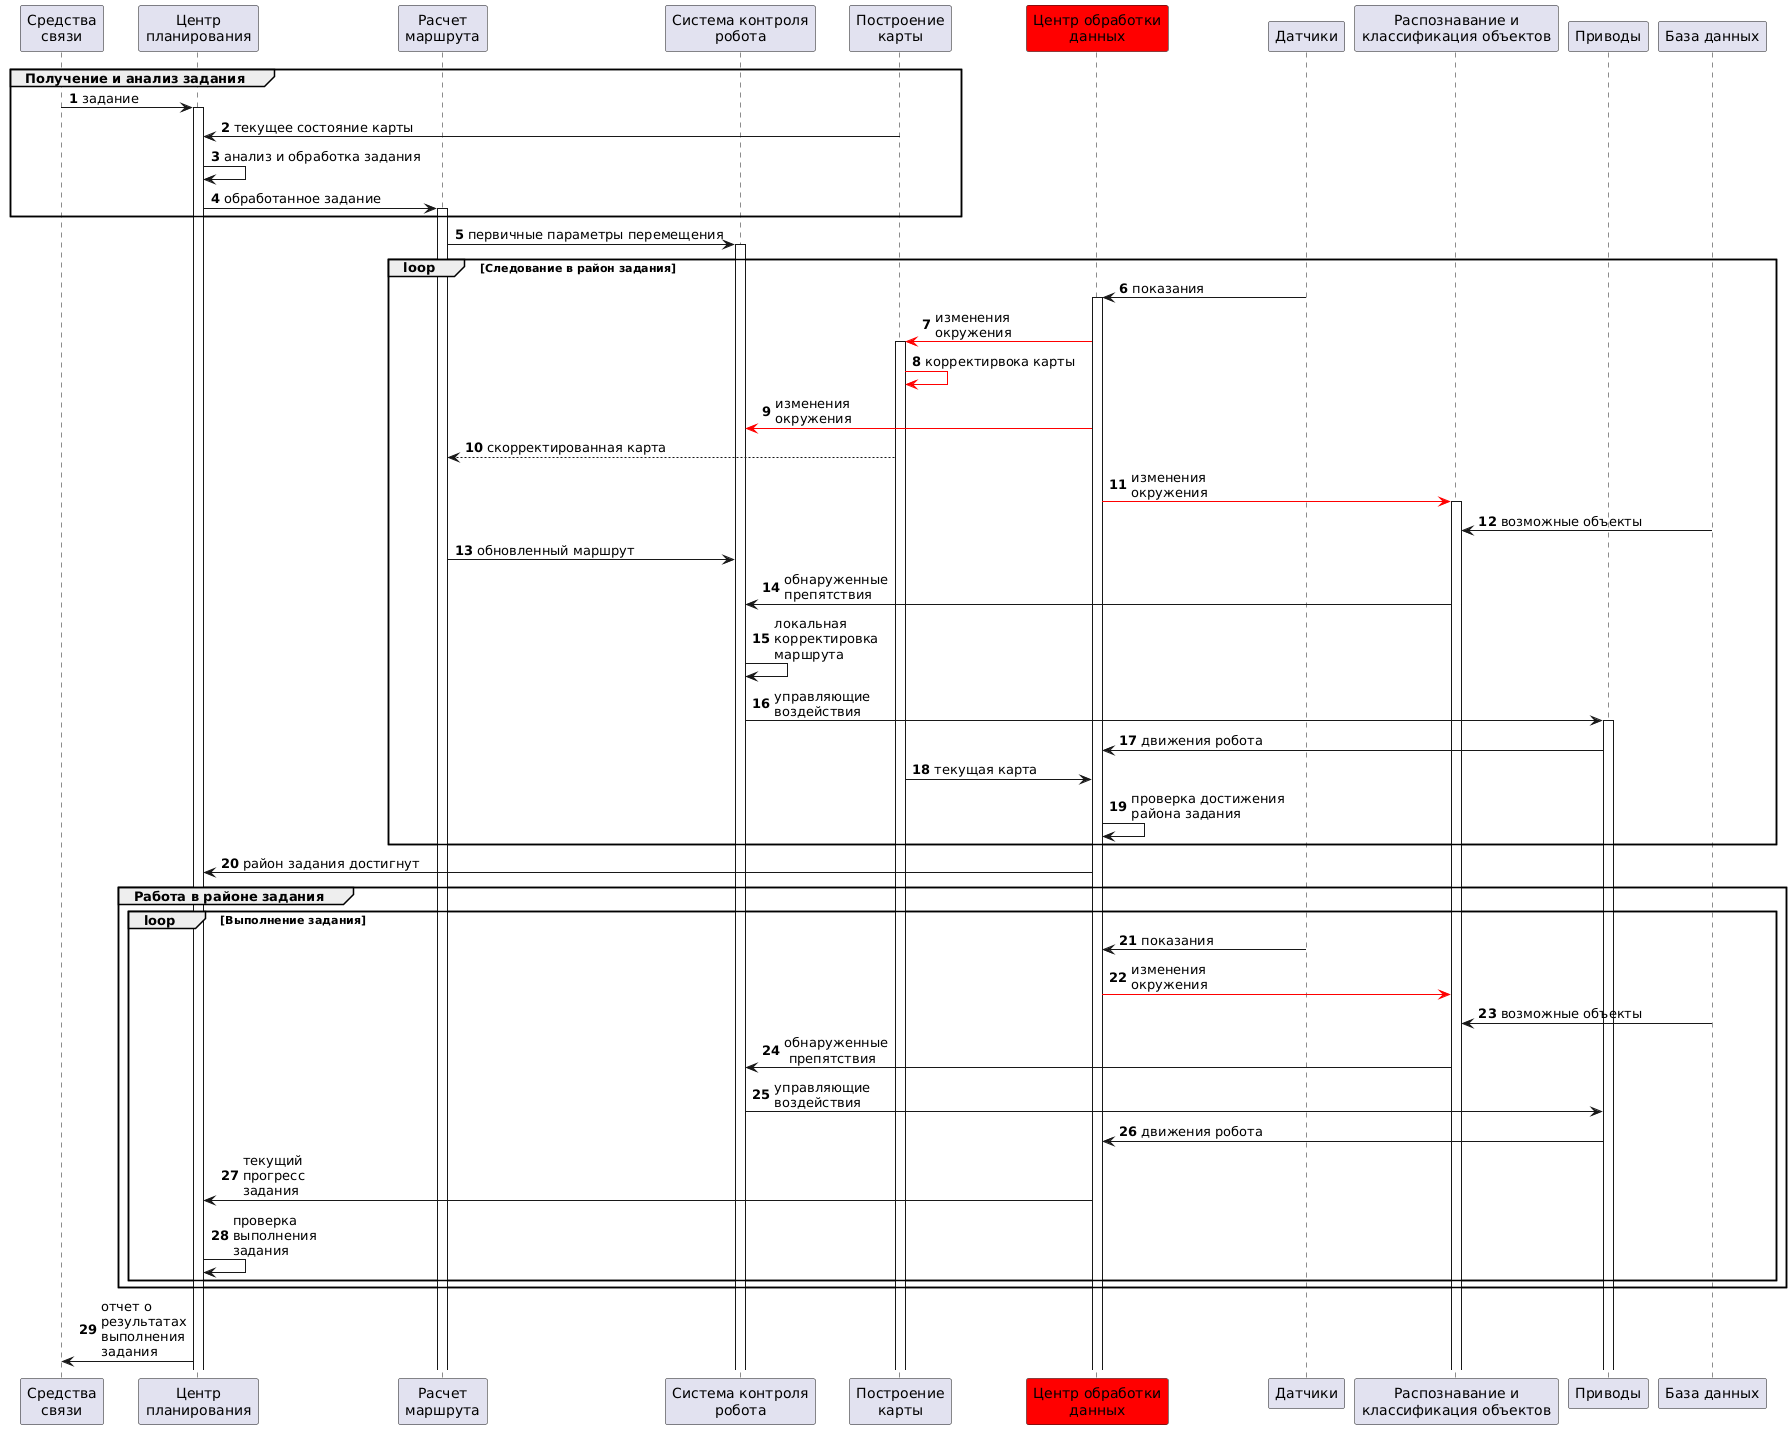 Средства
связи
Центр
планирования
Расчет
маршрута
Система контроля
робота
Построение
карты
Центр обработки
данных
Датчики
Распознавание и
классификация объектов
Приводы
База данных
Получение и анализ задания
1 задание
2 текущее состояние карты
3 анализ и обработка задания
4 обработанное задание
5 первичные параметры перемещения
loop [Следование в район задания]
6 показания
7 изменения
окружения
8 корректирвока карты
9 изменения
окружения
10 скорректированная карта
11 изменения
окружения
12 возможные объекты
13 обновленный маршрут
14 обнаруженные
препятствия
15 локальная
корректировка
маршрута
16 управляющие
воздействия
17 движения робота
18 текущая карта
19 проверка достижения
района задания
20 район задания достигнут
Работа в районе задания
loop [Выполнение задания]
21 показания
22 изменения
окружения
23 возможные объекты
24 обнаруженные
препятствия
25 управляющие
воздействия
26 движения робота
27 текущий
прогресс
задания
28 проверка
выполнения
задания
29 отчет о
результатах
выполнения
задания
Средства
связи
Центр
планирования
Расчет
маршрута
Система контроля
робота
Построение
карты
Центр обработки
данных
Датчики
Распознавание и
классификация объектов
Приводы
База данных